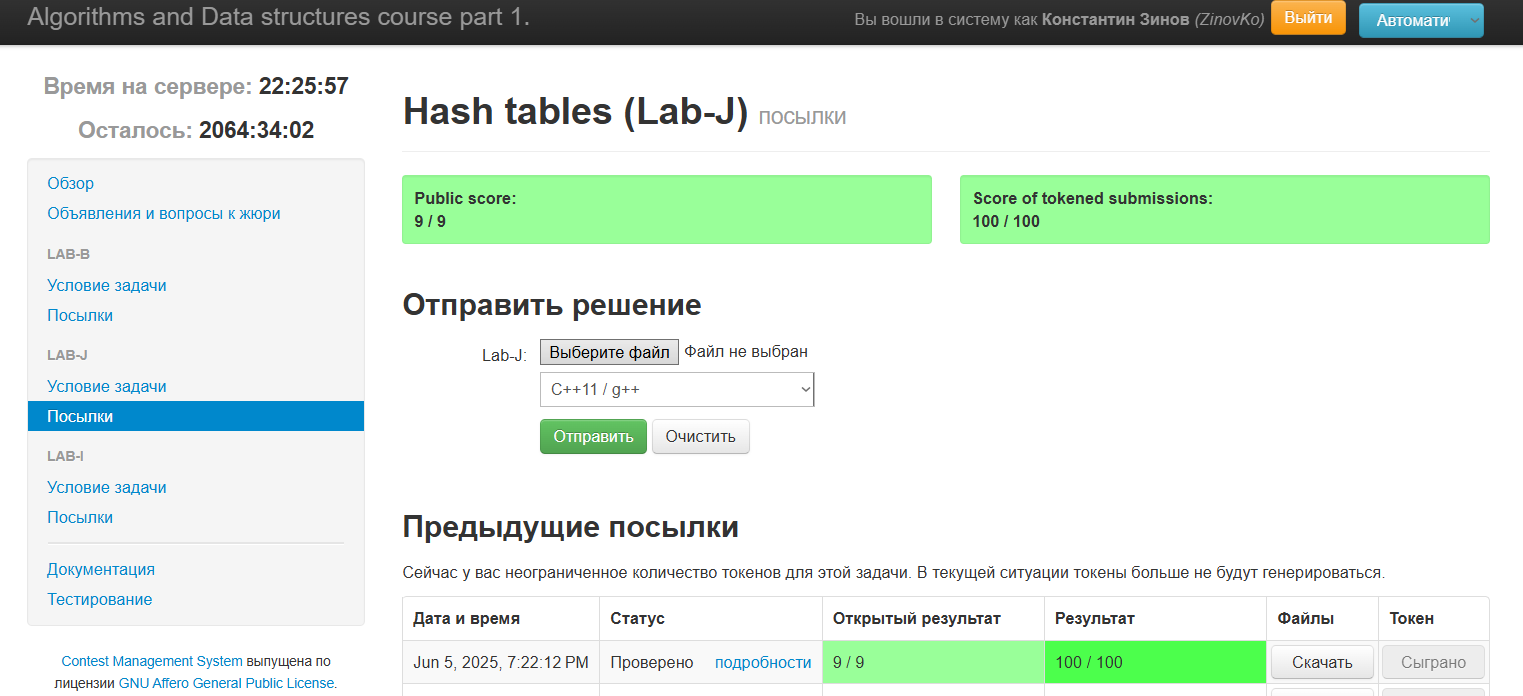 Algorithms and Data structures course part 1.
Вы вошли в систему как Константин Зинов (ZinovKo) Выйти Автомати
Время на сервере: 22:25:57
Осталось: 2064:34:02
Обзор
Объявления и вопросы к жюри
LAB-B
Условие задачи
Посылки
LAB-J
Условие задачи
Посылки
LAB-I
Условие задачи
Посылки
Документация
Тестирование
Contest Management System выпущена по
лицензии GNU Affero General Public License.
Hash tables (Lab-J) посылки
Public score:
9 / 9
Score of tokened submissions:
100 / 100
Отправить решение
Lab-J: Выберите файл Файл не выбран
C++11 / g++
Отправить Очистить
Предыдущие посылки
Сейчас у вас неограниченное количество токенов для этой задачи. В текущей ситуации токены больше не будут генерироваться.
Дата и время Статус Открытый результат Результат Файлы Токен
Jun 5, 2025, 7:22:12 PM Проверено подробности 9 / 9 100 / 100 Скачать Сыграно